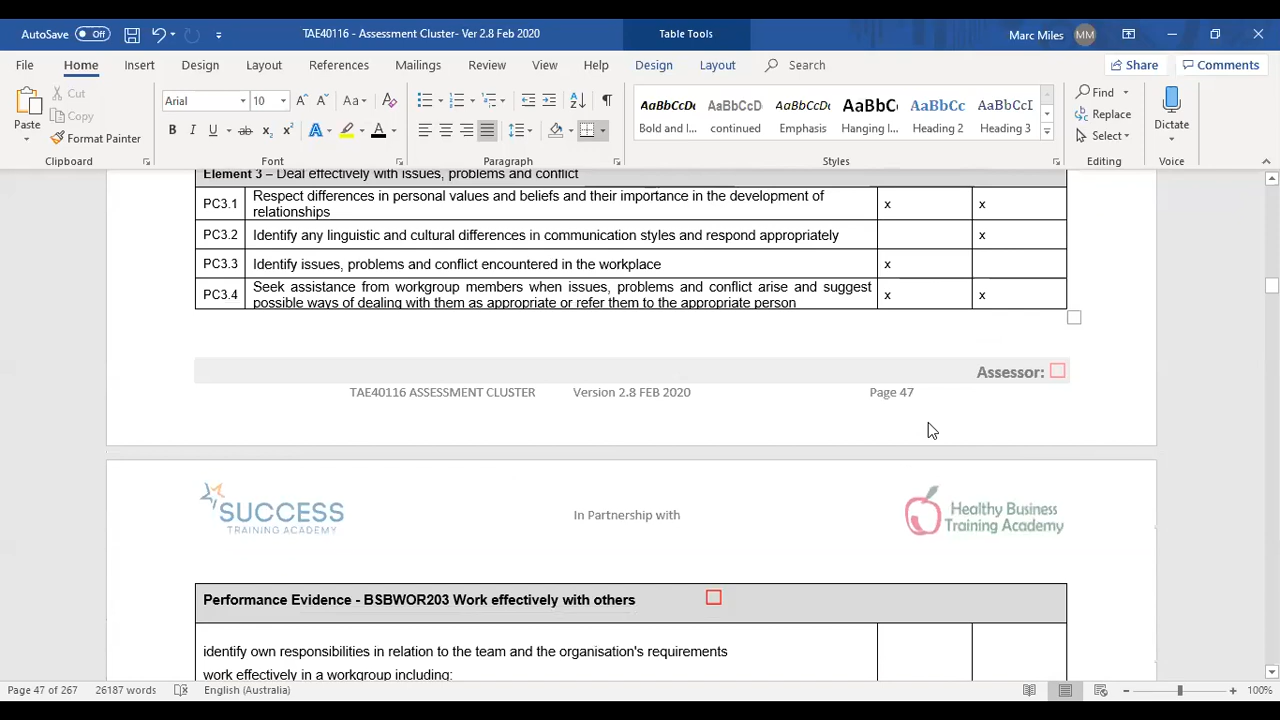 AutoSave Off TAE40116 - Assessment Cluster- Ver 2.8 Feb 2020 Table Tools Marc Miles MM
File Home Insert Design Layout References Mailings Review View Help Design Layout Search Share Comments
Paste Cut Copy Format Painter
Arial 10
Aa
B I U ab x₂ x² A A
AaBbCcDc AaBbCcDc AaBbCcDc AaBbC AaBbCc AaBbCcD
Bold and l... continued Emphasis Hanging I... Heading 2 Heading 3
Find Replace Select
Dictate
Clipboard Font Paragraph Styles Editing Voice
Element 3 – Deal effectively with issues, problems and conflict
PC3.1 Respect differences in personal values and beliefs and their importance in the development of x x
relationships
PC3.2 Identify any linguistic and cultural differences in communication styles and respond appropriately x
PC3.3 Identify issues, problems and conflict encountered in the workplace x
PC3.4 Seek assistance from workgroup members when issues, problems and conflict arise and suggest x x
possible ways of dealing with them as appropriate or refer them to the appropriate person
Assessor:
TAE40116 ASSESSMENT CLUSTER Version 2.8 FEB 2020 Page 47
SUCCESS
TRAINING ACADEMY
In Partnership with
Healthy Business
Training Academy
Performance Evidence - BSBWOR203 Work effectively with others
identify own responsibilities in relation to the team and the organisation's requirements
work effectively in a workgroup including:
Page 47 of 267 26187 words English (Australia) 100%